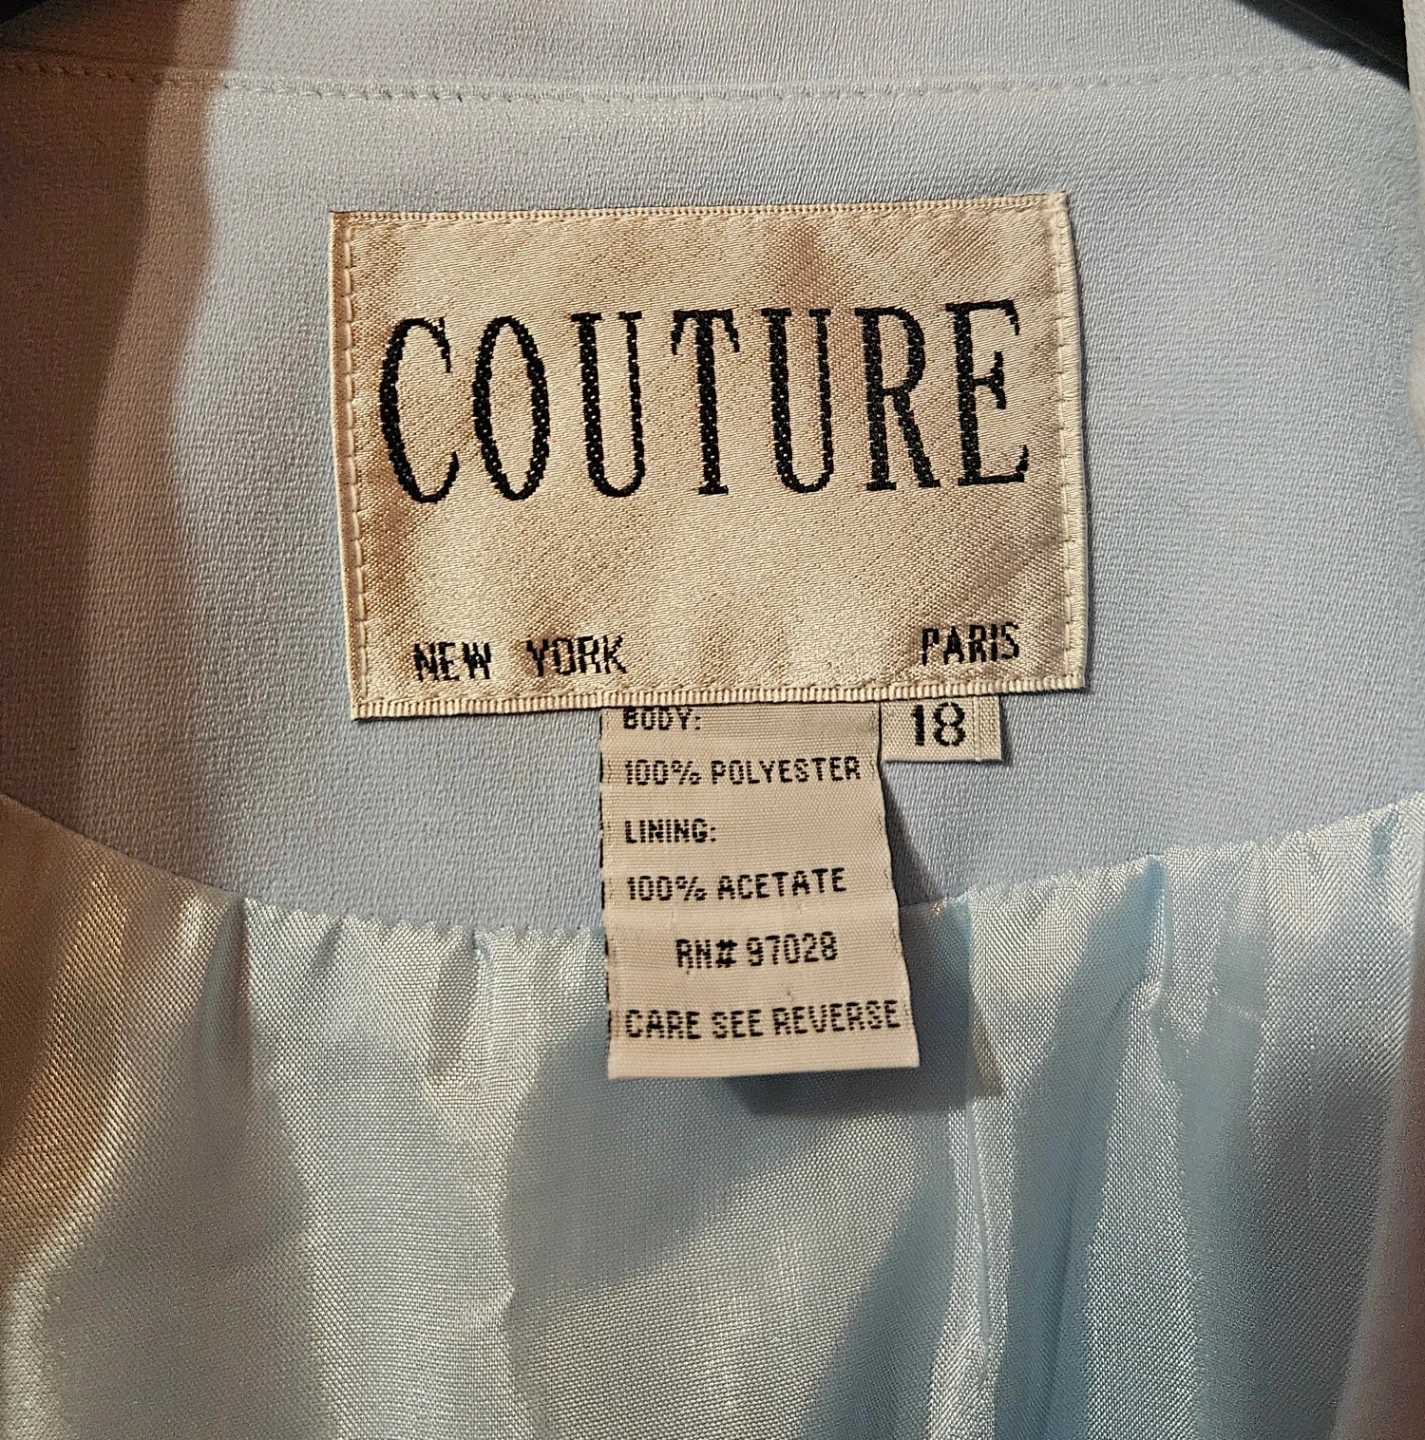 COUTURE
NEW YORK PARIS
18
BODY:
100% POLYESTER
LINING:
100% ACETATE
RN# 97028
CARE SEE REVERSE